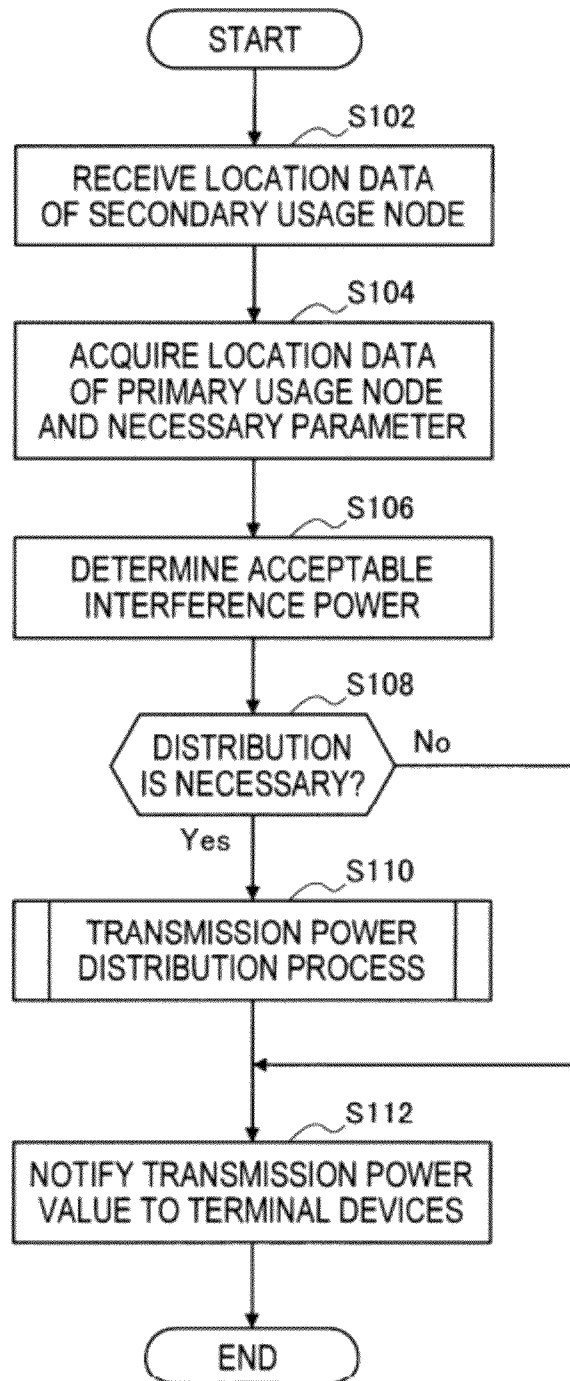 START
S102
RECEIVE LOCATION DATA
OF SECONDARY USAGE NODE
S104
ACQUIRE LOCATION DATA
OF PRIMARY USAGE NODE
AND NECESSARY PARAMETER
S106
DETERMINE ACCEPTABLE
INTERFERENCE POWER
S108
DISTRIBUTION
IS NECESSARY?
No
Yes
S110
TRANSMISSION POWER
DISTRIBUTION PROCESS
S112
NOTIFY TRANSMISSION POWER
VALUE TO TERMINAL DEVICES
END